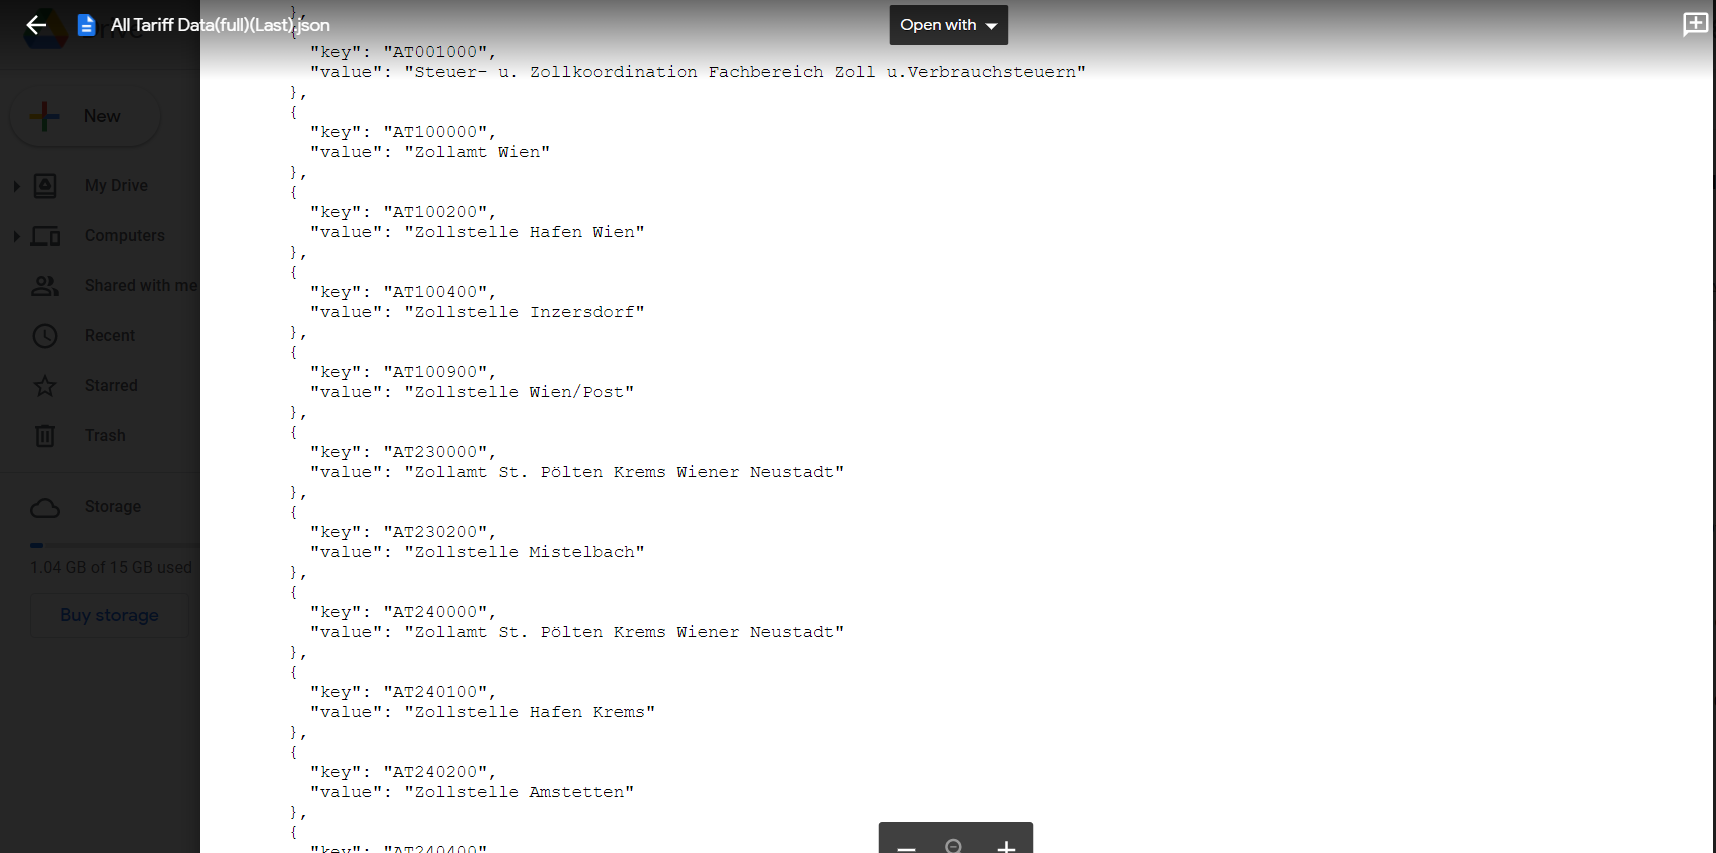 All Tariff Data(full)(Last).json
Open with
New
My Drive
Computers
Shared with me
Recent
Starred
Trash
Storage
1.04 GB of 15 GB used
Buy storage
},
{
"key": "AT001000",
"value": "Steuer- u. Zollkoordination Fachbereich Zoll u.Verbrauchsteuern"
},
{
"key": "AT100000",
"value": "Zollamt Wien"
},
{
"key": "AT100200",
"value": "Zollstelle Hafen Wien"
},
{
"key": "AT100400",
"value": "Zollstelle Inzersdorf"
},
{
"key": "AT100900",
"value": "Zollstelle Wien/Post"
},
{
"key": "AT230000",
"value": "Zollamt St. Pölten Krems Wiener Neustadt"
},
{
"key": "AT230200",
"value": "Zollstelle Mistelbach"
},
{
"key": "AT240000",
"value": "Zollamt St. Pölten Krems Wiener Neustadt"
},
{
"key": "AT240100",
"value": "Zollstelle Hafen Krems"
},
{
"key": "AT240200",
"value": "Zollstelle Amstetten"
},
{
"key": "AT240400"